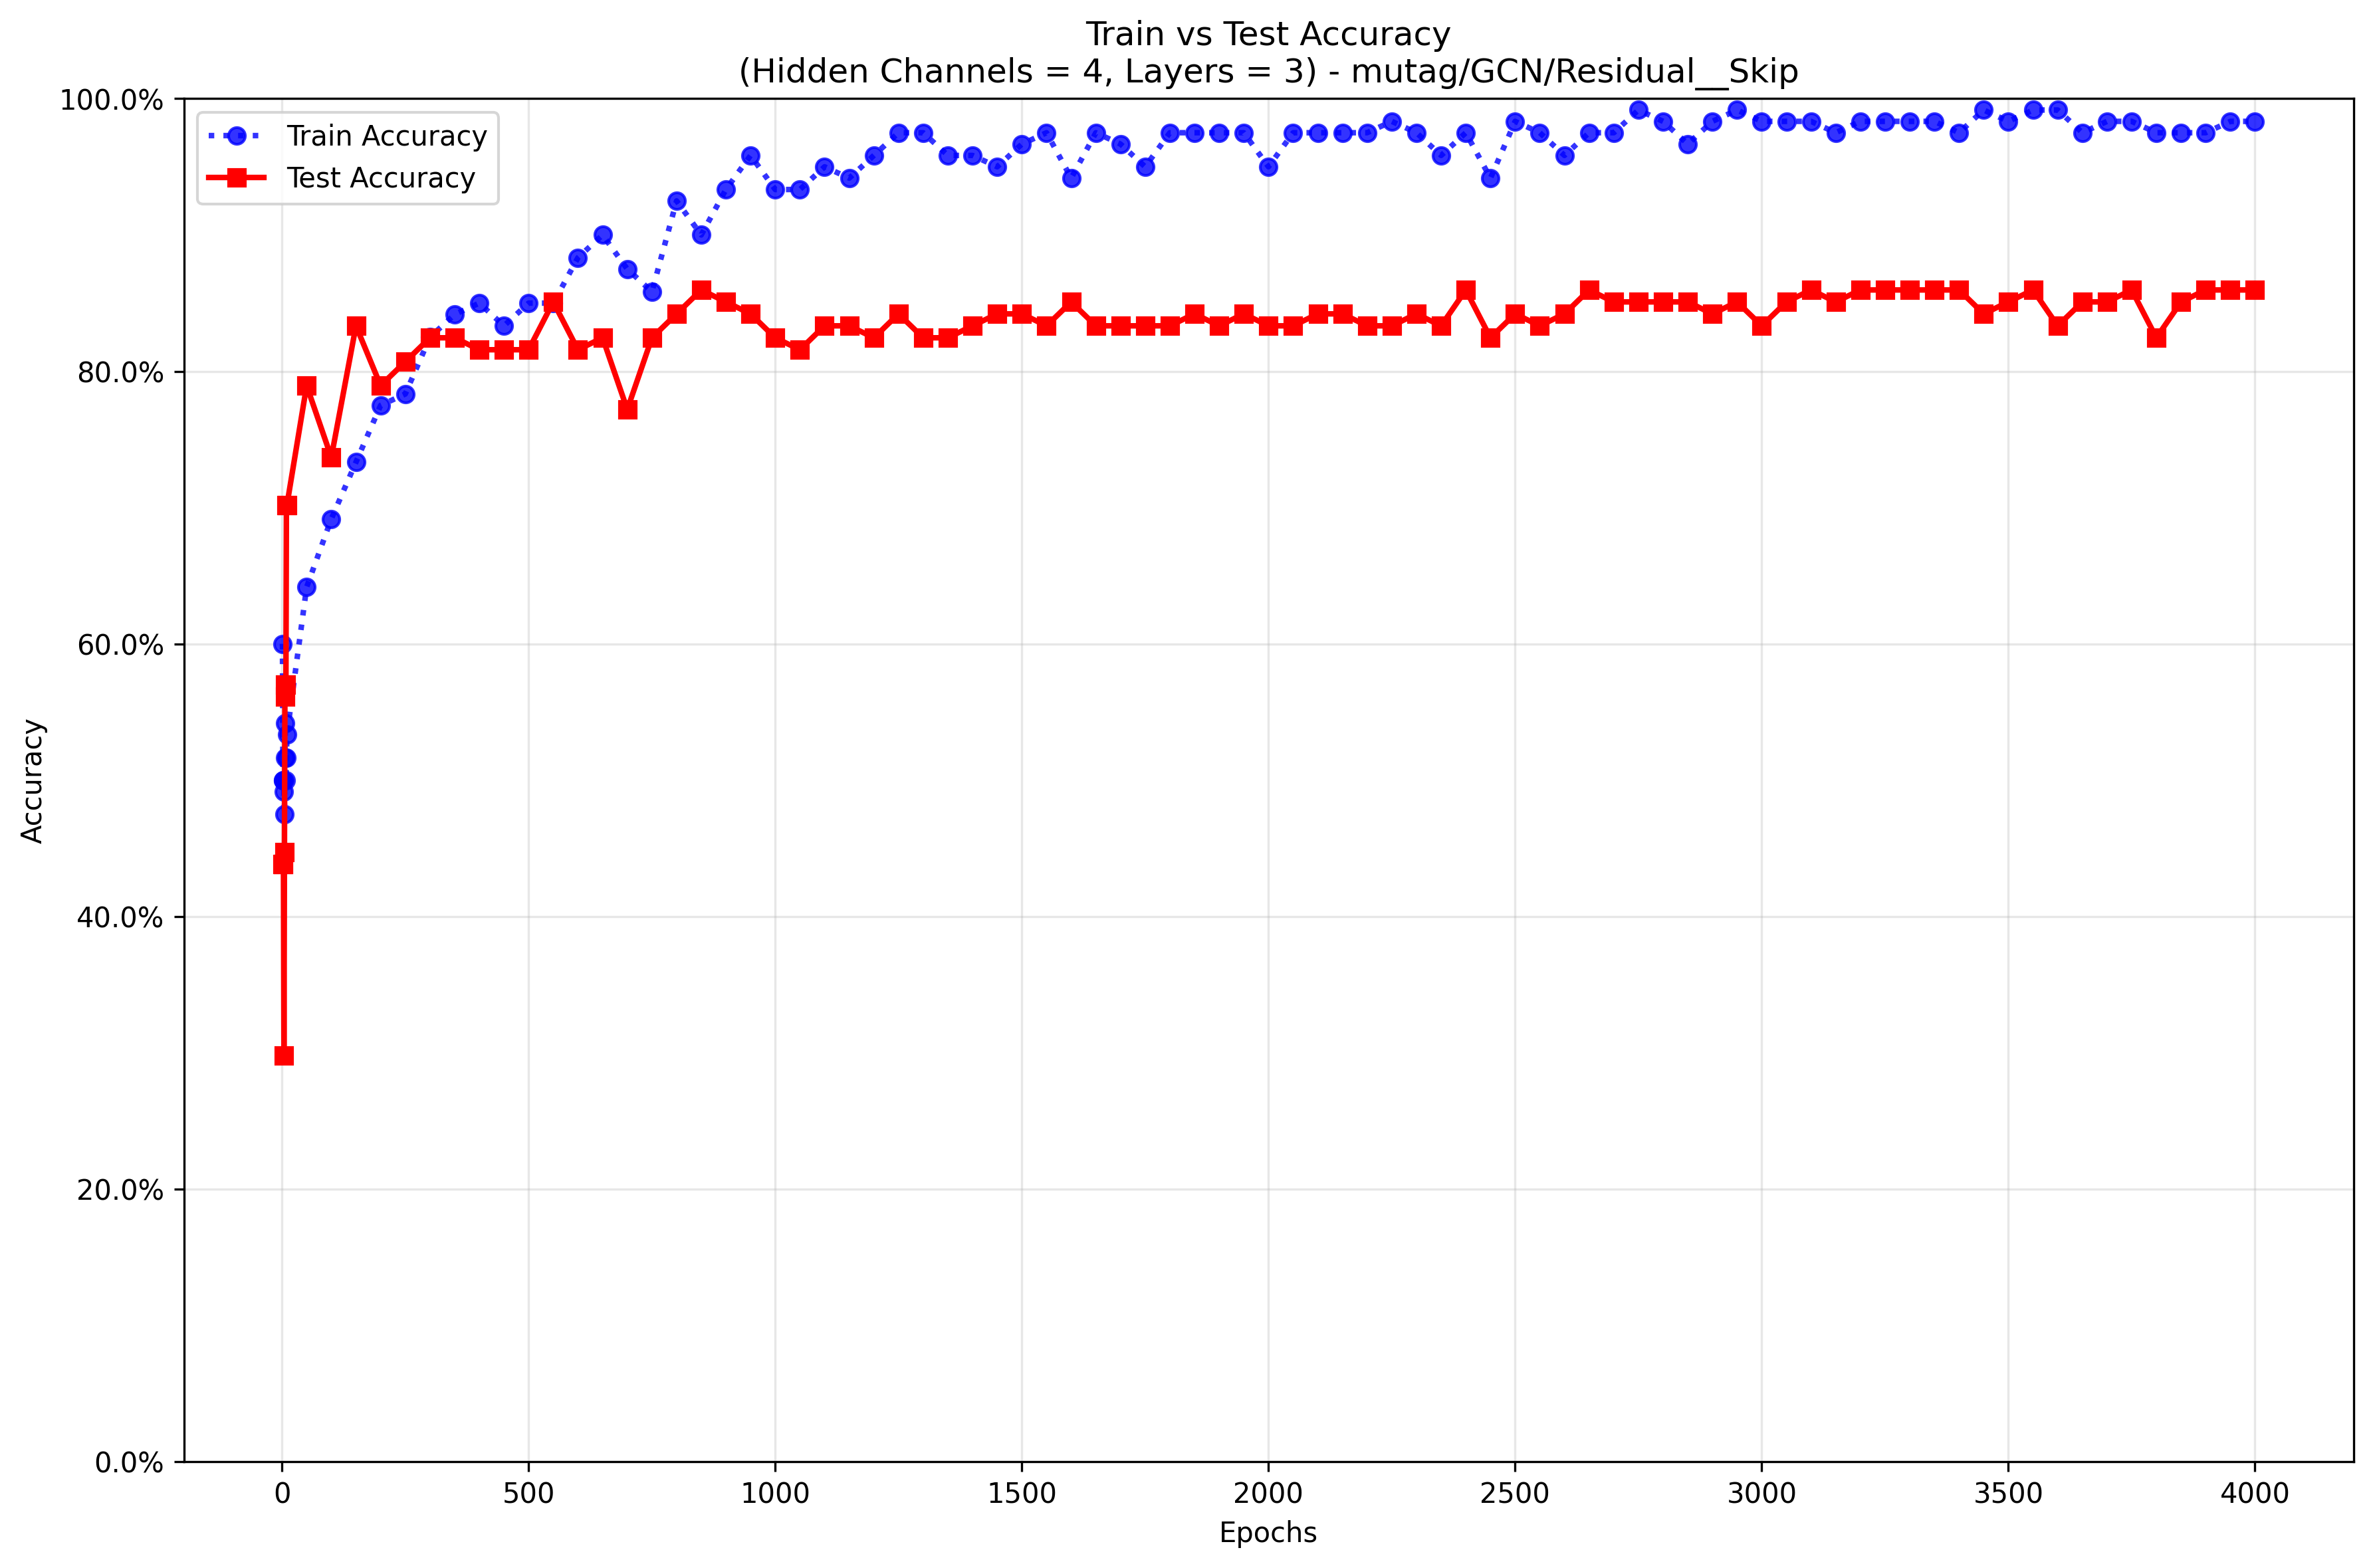 Train vs Test Accuracy
(Hidden Channels = 4, Layers = 3) - mutag/GCN/Residual__Skip
Train Accuracy
Test Accuracy
100.0%
80.0%
60.0%
40.0%
20.0%
0.0%
Accuracy
0 500 1000 1500 2000 2500 3000 3500 4000
Epochs